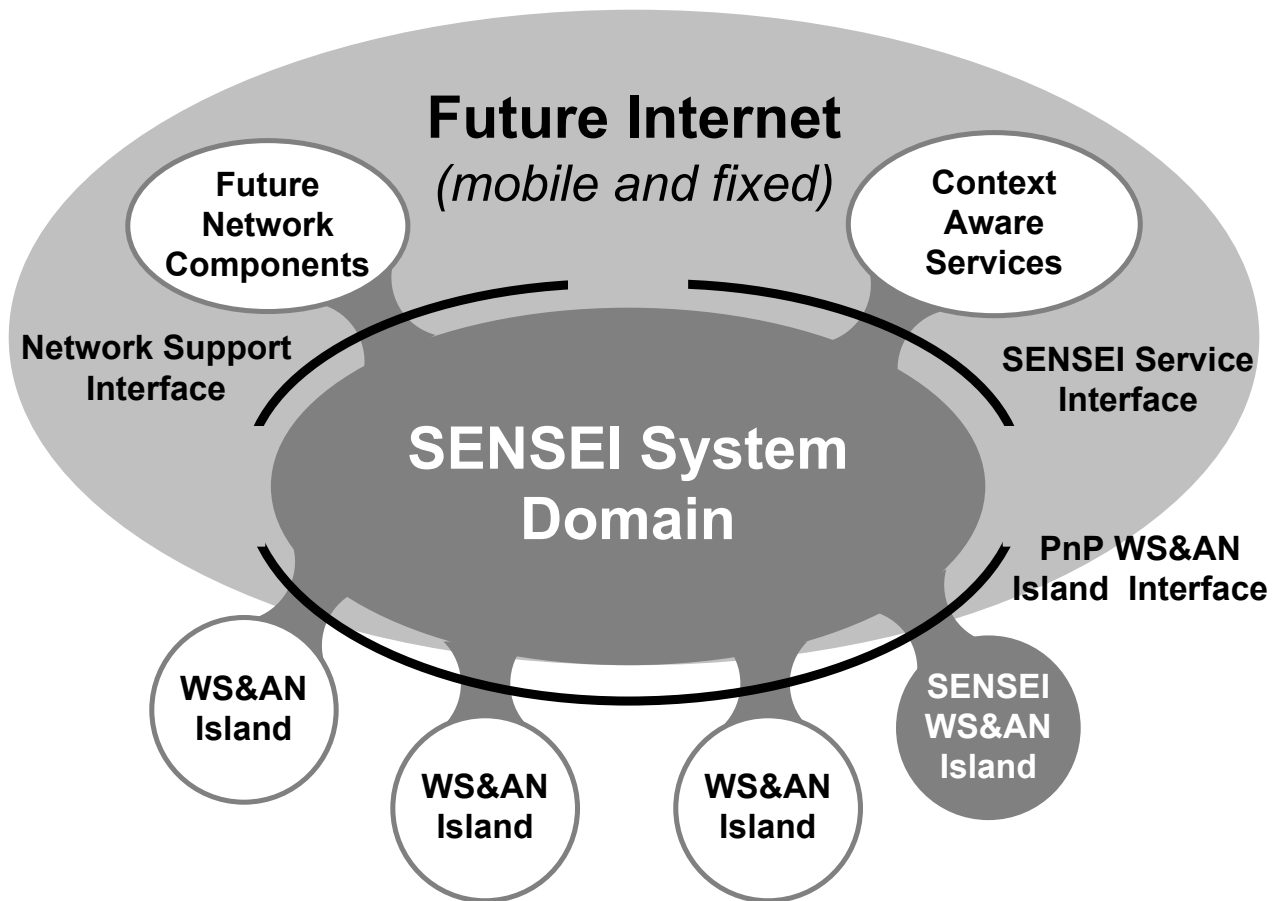 Future Internet
(mobile and fixed)
Future
Network
Components
Context
Aware
Services
Network Support
Interface
SENSEI Service
Interface
SENSEI System
Domain
PnP WS&AN
Island Interface
WS&AN
Island
WS&AN
Island
WS&AN
Island
SENSEI
WS&AN
Island